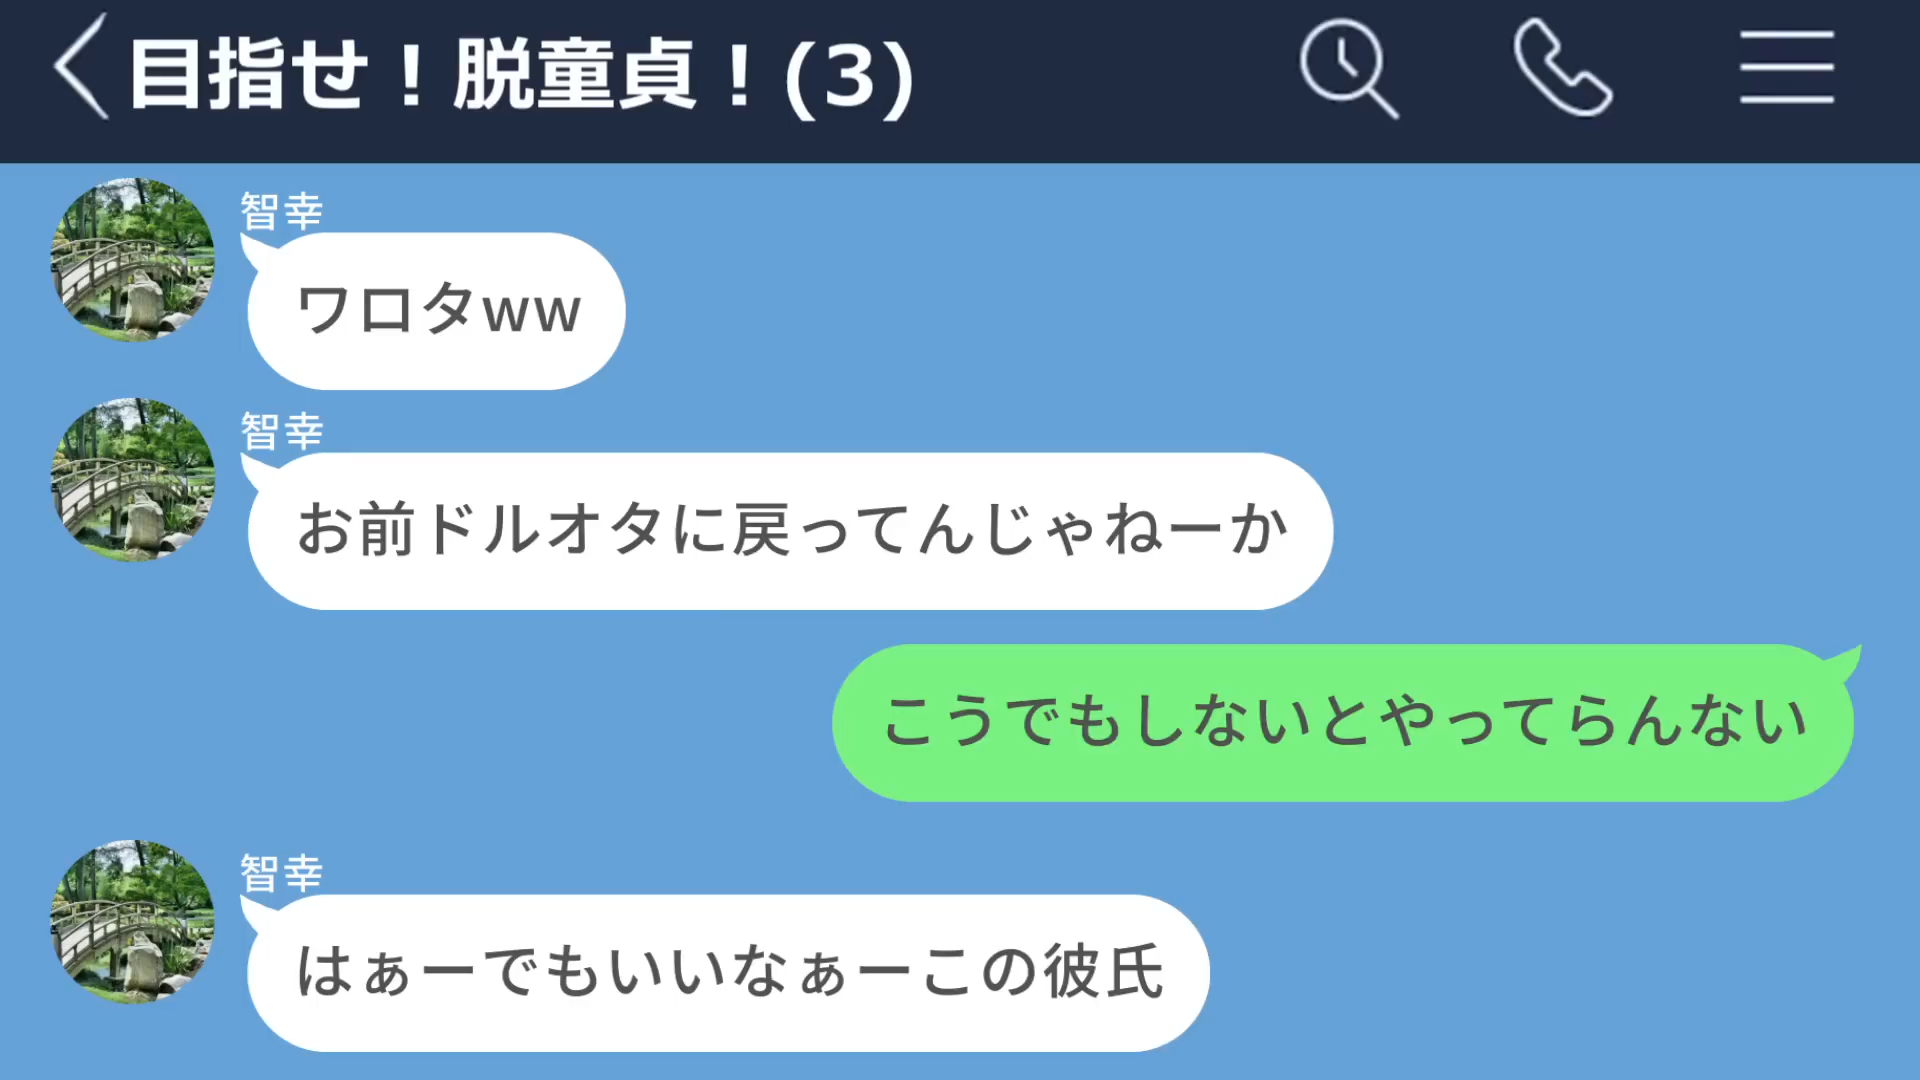 目指せ！脱童貞！(3)
智幸
ワロタww
智幸
お前ドルオタに戻ってんじゃねーか
こうでもしないとやってらんない
智幸
はぁーでもいいなぁーこの彼氏